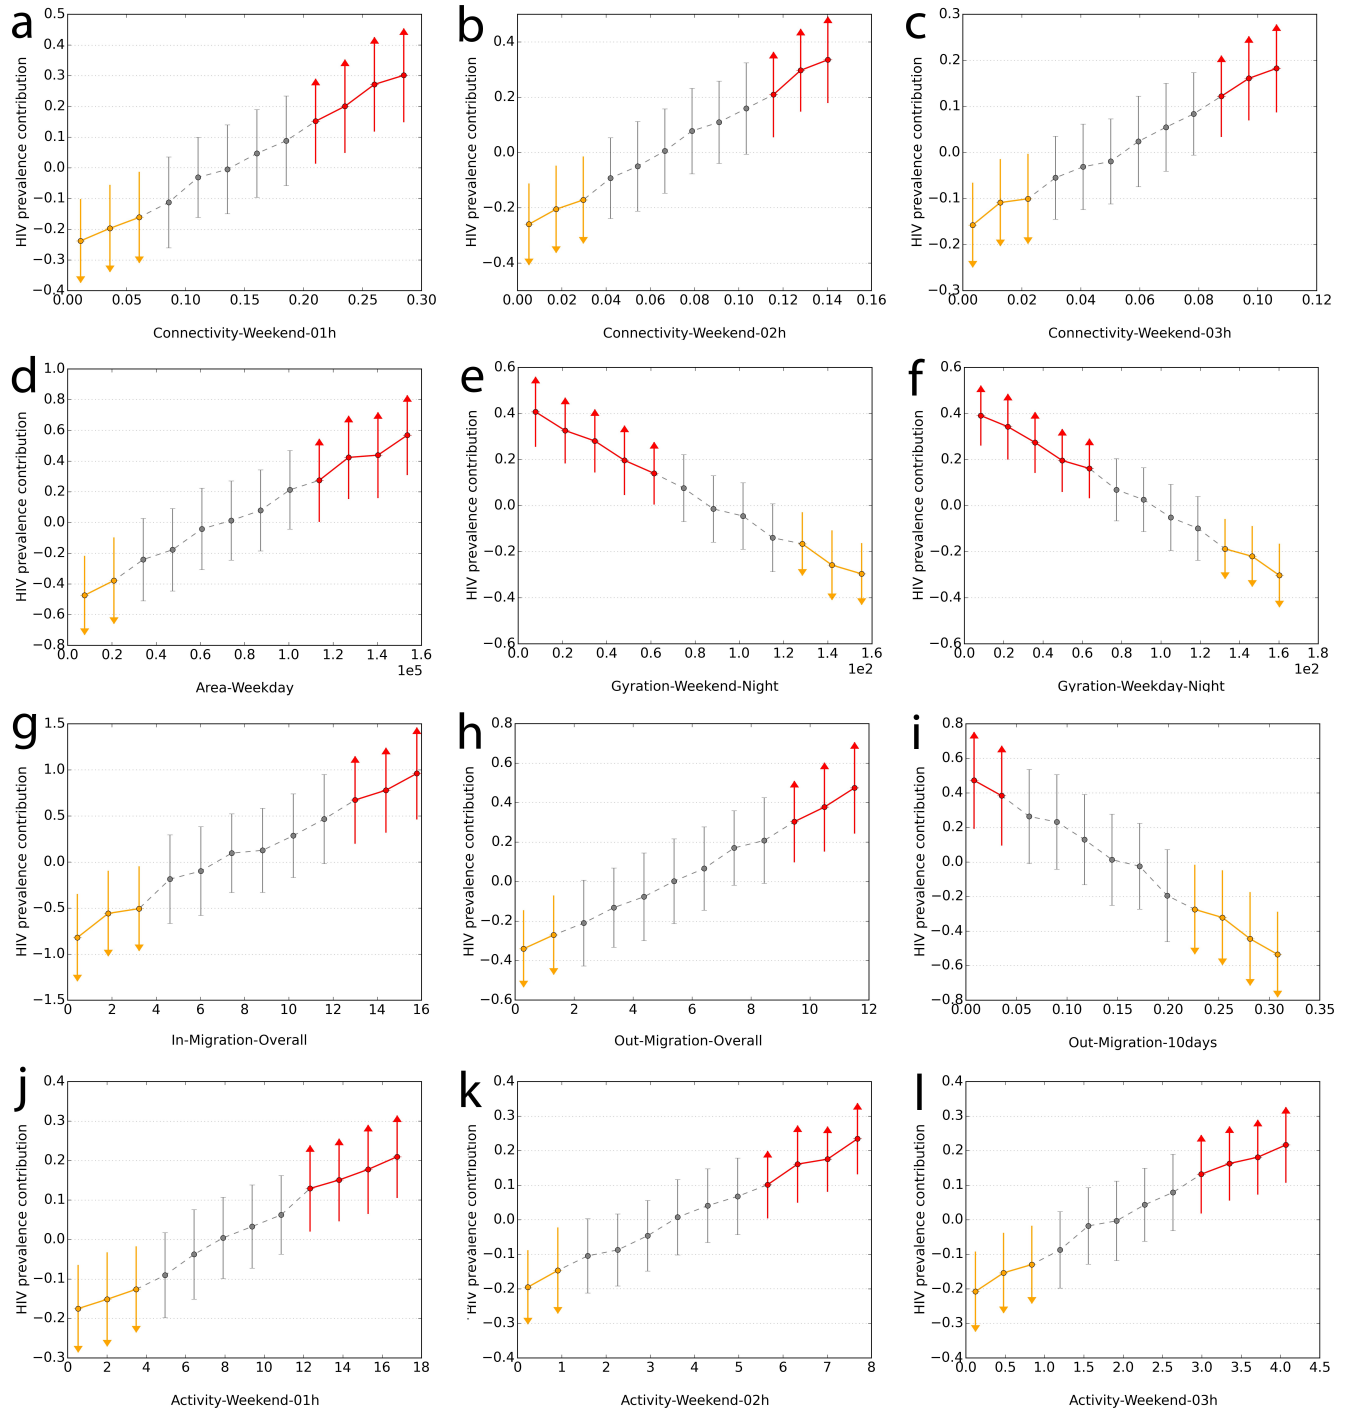 a
0.5
0.4
0.3
0.2
0.1
0.0
−0.1
−0.2
−0.3
−0.4
HIV prevalence contribution
0.00 0.05 0.10 0.15 0.20 0.25 0.30
Connectivity-Weekend-01h
b
0.4
0.2
0.0
−0.2
−0.4
HIV prevalence contribution
0.00 0.02 0.04 0.06 0.08 0.10 0.12 0.14 0.16
Connectivity-Weekend-02h
c
0.3
0.2
0.1
0.0
−0.1
−0.2
−0.3
HIV prevalence contribution
0.00 0.02 0.04 0.06 0.08 0.10 0.12
Connectivity-Weekend-03h
d
1.0
0.8
0.6
0.4
0.2
0.0
−0.2
−0.4
−0.6
−0.8
HIV prevalence contribution
0.0 0.2 0.4 0.6 0.8 1.0 1.2 1.4 1.6
1e5
Area-Weekday
e
0.6
0.4
0.2
0.0
−0.2
−0.4
−0.6
HIV prevalence contribution
0.0 0.2 0.4 0.6 0.8 1.0 1.2 1.4 1.6
1e2
Gyration-Weekend-Night
f
0.6
0.4
0.2
0.0
−0.2
−0.4
−0.6
HIV prevalence contribution
0.0 0.2 0.4 0.6 0.8 1.0 1.2 1.4 1.6 1.8
1e2
Gyration-Weekday-Night
g
1.5
1.0
0.5
0.0
−0.5
−1.0
−1.5
HIV prevalence contribution
0 2 4 6 8 10 12 14 16
In-Migration-Overall
h
0.8
0.6
0.4
0.2
0.0
−0.2
−0.4
−0.6
HIV prevalence contribution
0 2 4 6 8 10 12
Out-Migration-Overall
i
0.8
0.6
0.4
0.2
0.0
−0.2
−0.4
−0.6
−0.8
HIV prevalence contribution
0.00 0.05 0.10 0.15 0.20 0.25 0.30 0.35
Out-Migration-10days
j
0.4
0.3
0.2
0.1
0.0
−0.1
−0.2
−0.3
HIV prevalence contribution
0 2 4 6 8 10 12 14 16 18
Activity-Weekend-01h
k
0.4
0.3
0.2
0.1
0.0
−0.1
−0.2
−0.3
−0.4
HIV prevalence contribution
0 1 2 3 4 5 6 7 8
Activity-Weekend-02h
l
0.4
0.3
0.2
0.1
0.0
−0.1
−0.2
−0.3
−0.4
HIV prevalence contribution
0.0 0.5 1.0 1.5 2.0 2.5 3.0 3.5 4.0 4.5
Activity-Weekend-03h